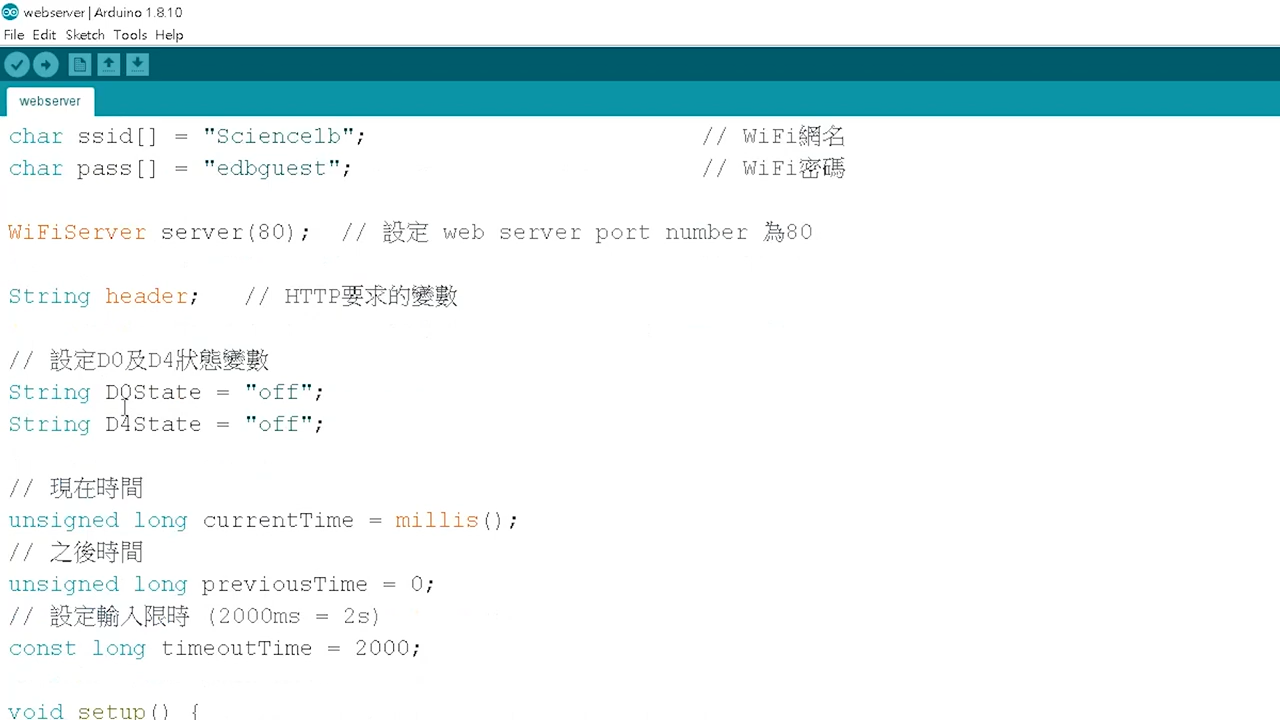 webserver | Arduino 1.8.10
File Edit Sketch Tools Help
webserver
char ssid[] = "Science1b"; // WiFi網名
char pass[] = "edbguest"; // WiFi密碼
WiFiServer server(80); // 設定 web server port number 為80
String header; // HTTP要求的變數
// 設定D0及D4狀態變數
String D0State = "off";
String D4State = "off";
// 現在時間
unsigned long currentTime = millis();
// 之後時間
unsigned long previousTime = 0;
// 設定輸入限時 (2000ms = 2s)
const long timeoutTime = 2000;
void setup() {